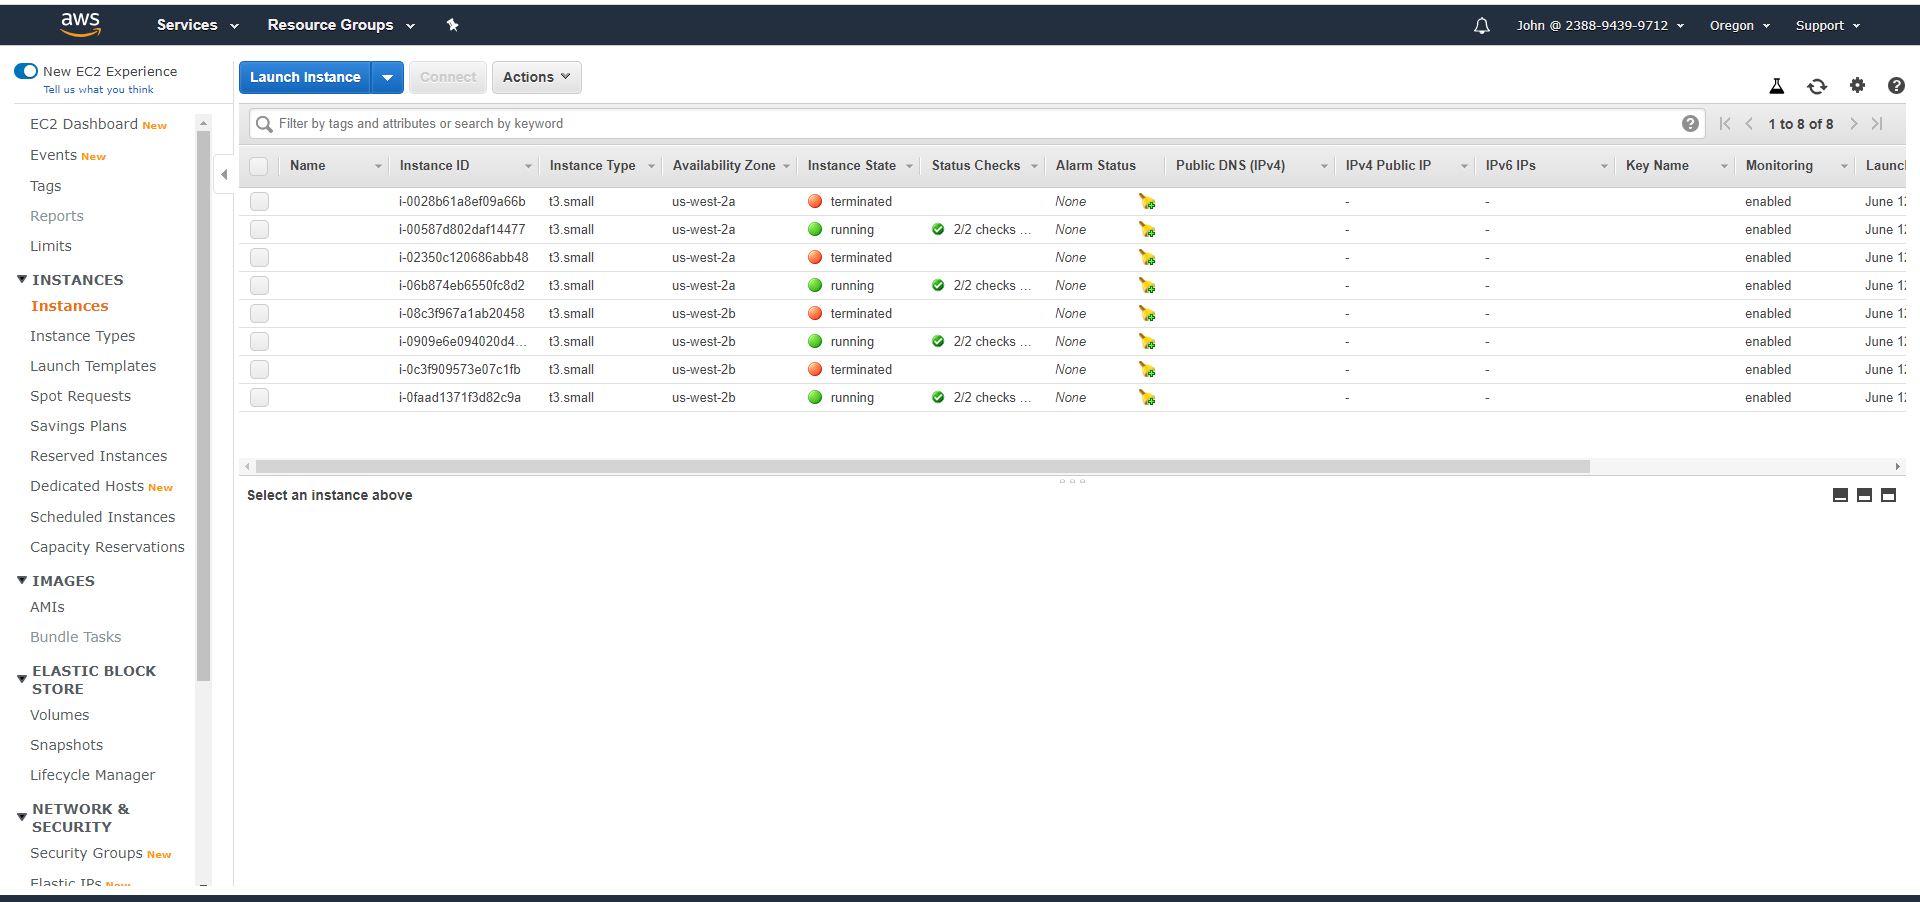 aws Services Resource Groups John @ 2388-9439-9712 Oregon Support
New EC2 Experience
Tell us what you think
EC2 Dashboard New
Events New
Tags
Reports
Limits
INSTANCES
Instances
Instance Types
Launch Templates
Spot Requests
Savings Plans
Reserved Instances
Dedicated Hosts New
Scheduled Instances
Capacity Reservations
IMAGES
AMIs
Bundle Tasks
ELASTIC BLOCK
STORE
Volumes
Snapshots
Lifecycle Manager
NETWORK &
SECURITY
Security Groups New
Elastic IPs New
Launch Instance Connect Actions
Filter by tags and attributes or search by keyword 1 to 8 of 8
Name Instance ID Instance Type Availability Zone Instance State Status Checks Alarm Status Public DNS (IPv4) IPv4 Public IP IPv6 IPs Key Name Monitoring Launc
i-0028b61a8ef09a66b t3.small us-west-2a terminated None - - enabled June 12
i-00587d802daf14477 t3.small us-west-2a running 2/2 checks ... None - - enabled June 12
i-02350c120686abb48 t3.small us-west-2a terminated None - - enabled June 12
i-06b874eb6550fc8d2 t3.small us-west-2a running 2/2 checks ... None - - enabled June 12
i-08c3f967a1ab20458 t3.small us-west-2b terminated None - - enabled June 12
i-0909e6e094020d4... t3.small us-west-2b running 2/2 checks ... None - - enabled June 12
i-0c3f909573e07c1fb t3.small us-west-2b terminated None - - enabled June 12
i-0faad1371f3d82c9a t3.small us-west-2b running 2/2 checks ... None - - enabled June 12
Select an instance above